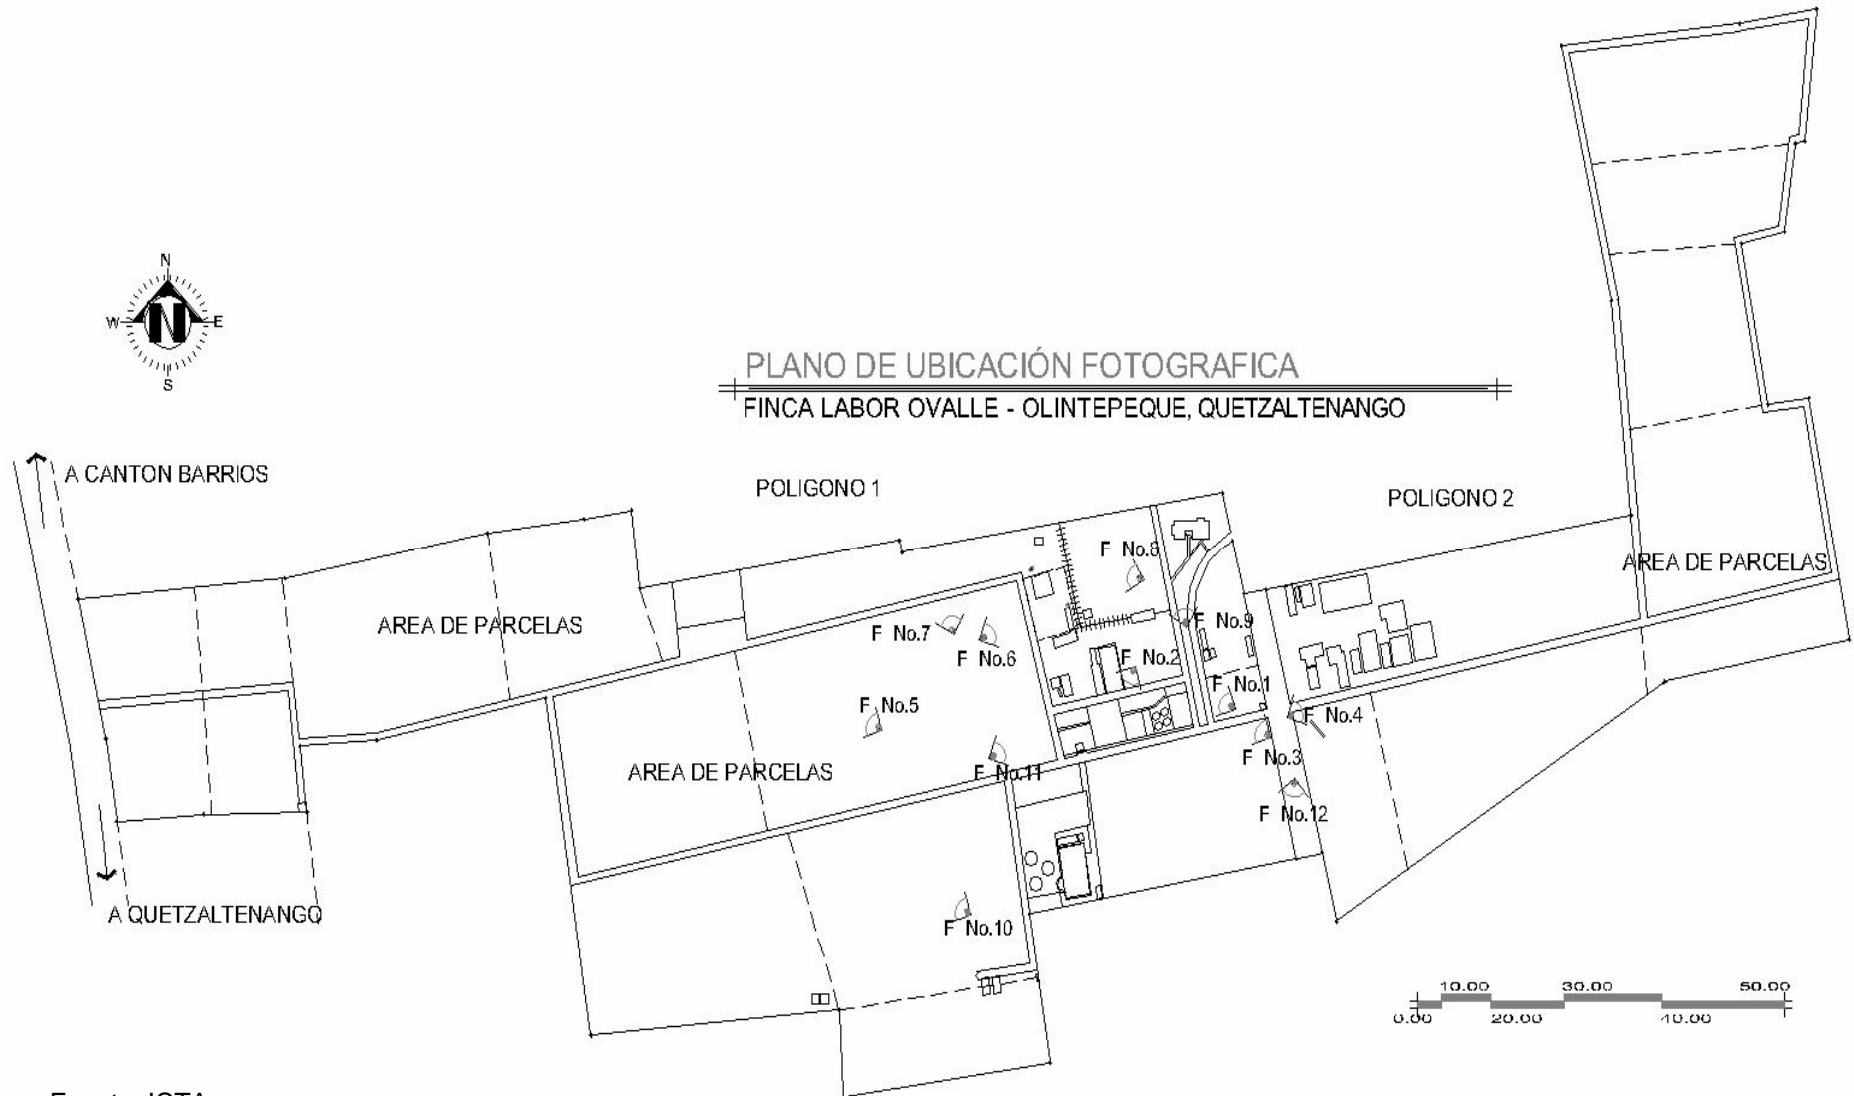 N
W E
N
S
PLANO DE UBICACIÓN FOTOGRAFICA
FINCA LABOR OVALLE - OLINTEPEQUE, QUETZALTENANGO
A CANTON BARRIOS
POLIGONO 1
POLIGONO 2
F No.8
AREA DE PARCELAS
AREA DE PARCELAS
F No.7
F No.9
F No.6
F No.2
F No.1
F No.5
F No.4
F No.3
AREA DE PARCELAS
F No.11
F No.12
A QUETZALTENANGO
F No.10
10.00 30.00 50.00
0.00 20.00 40.00